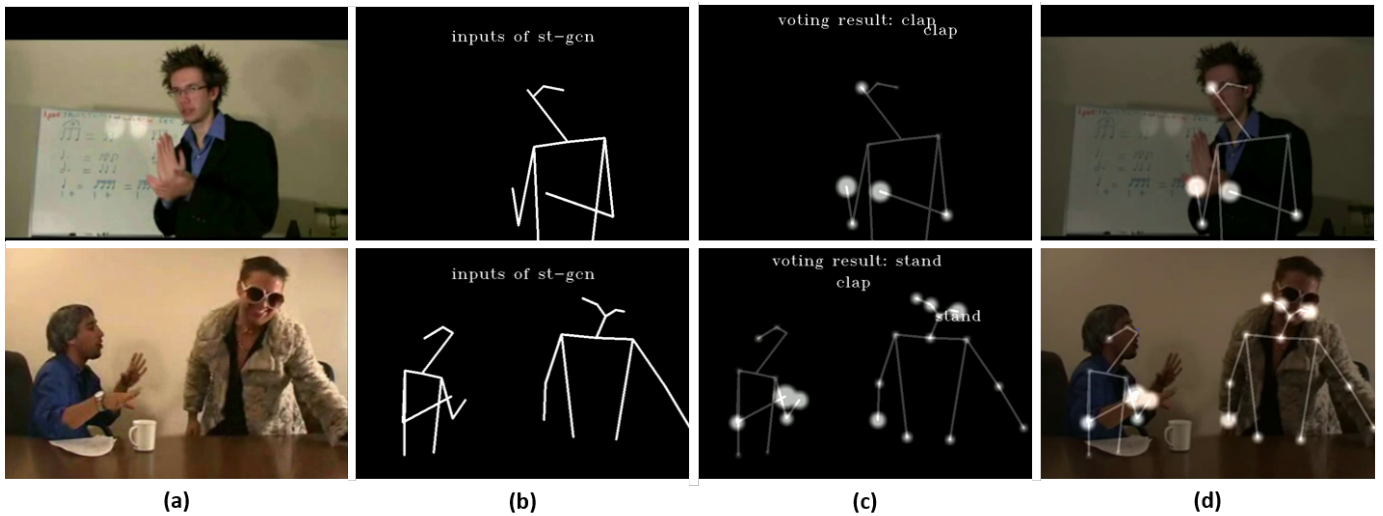 inputs of st-gcn
voting result: clap
clap
inputs of st-gcn
voting result: stand
clap
stand
(a)
(b)
(c)
(d)